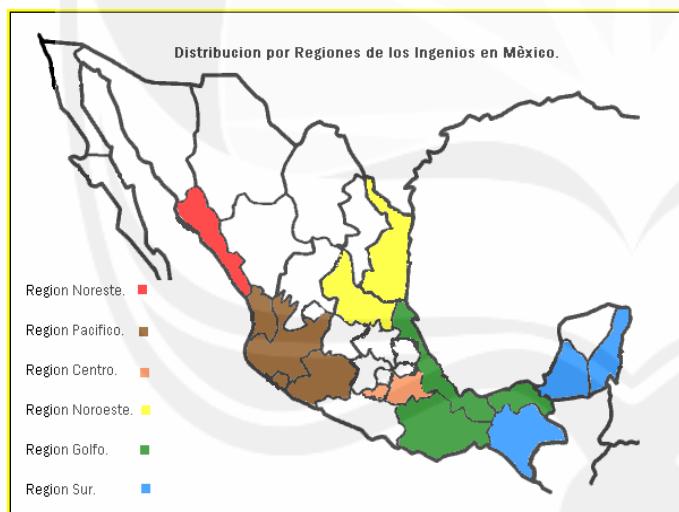 Distribucion por Regiones de los Ingenios en Mèxico.
Region Noreste.
Region Pacifico.
Region Centro.
Region Noroeste.
Region Golfo.
Region Sur.